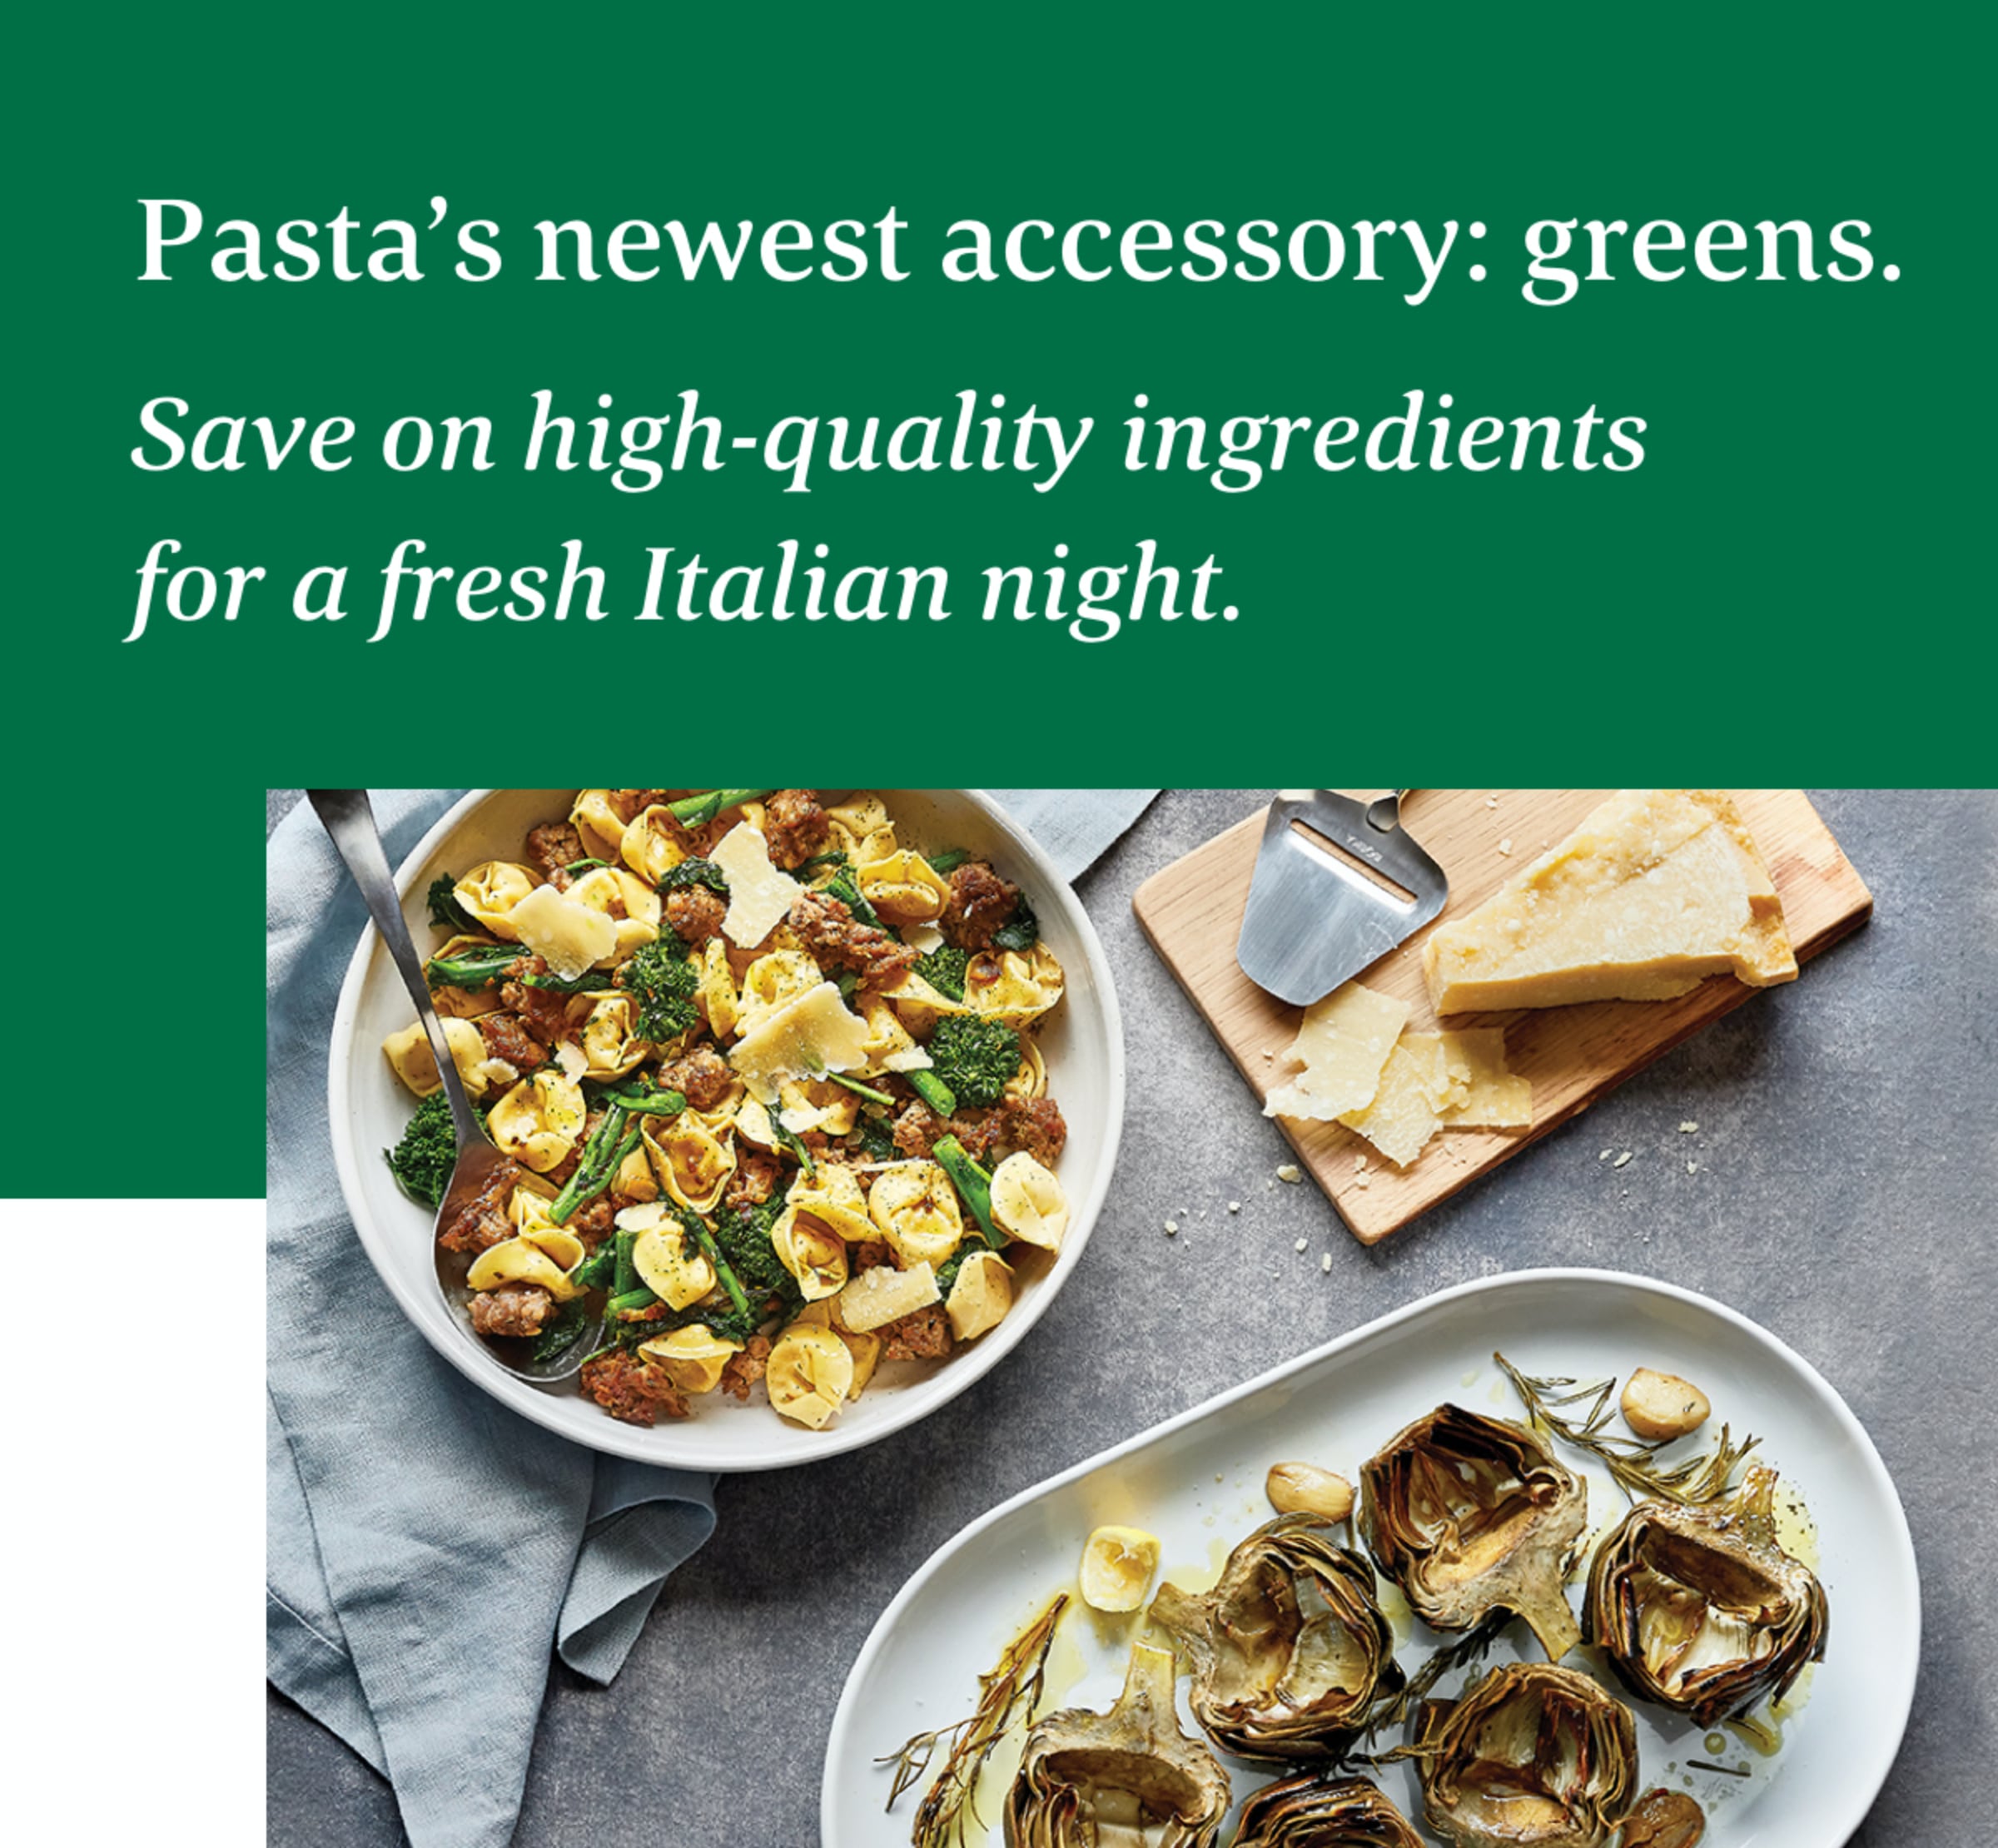 Pasta’s newest accessory: greens.
Save on high-quality ingredients
for a fresh Italian night.